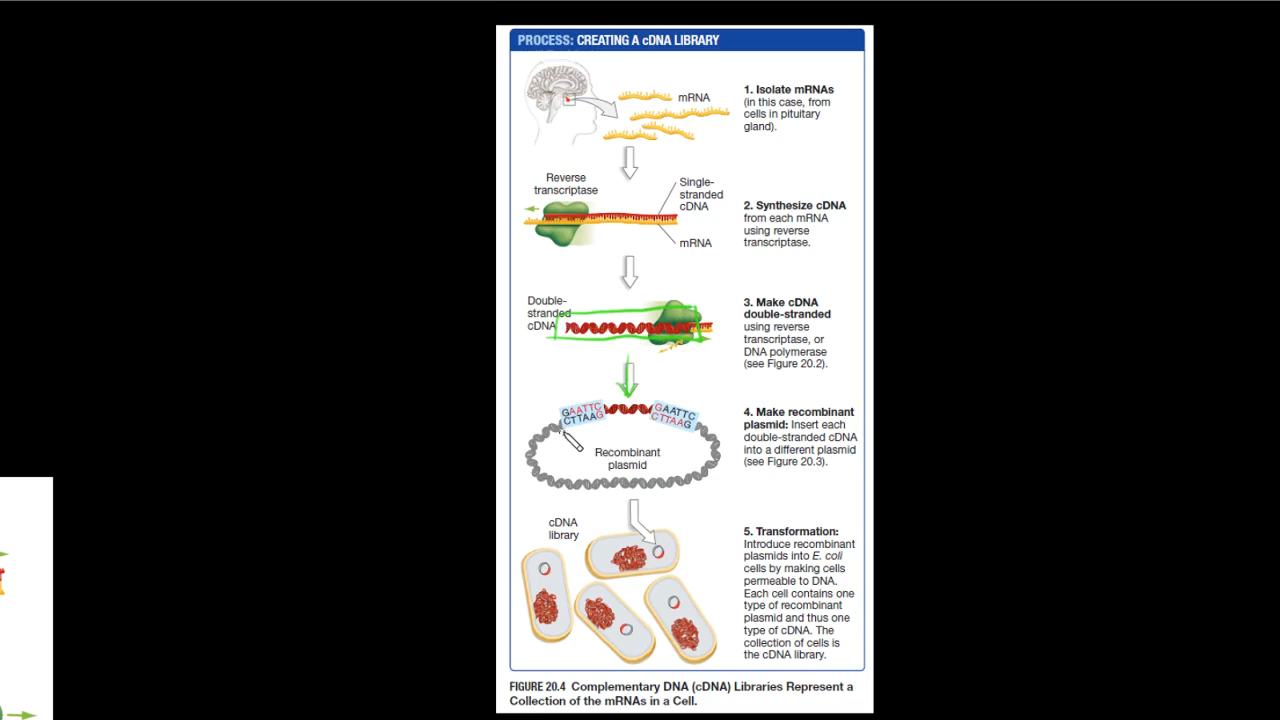 PROCESS: CREATING A cDNA LIBRARY
mRNA
1. Isolate mRNAs
(in this case, from
cells in pituitary
gland).
Reverse
transcriptase
Single-
stranded
cDNA
mRNA
2. Synthesize cDNA
from each mRNA
using reverse
transcriptase.
Double-
stranded
cDNA
3. Make cDNA
double-stranded
using reverse
transcriptase, or
DNA polymerase
(see Figure 20.2).
GAATTC
CTTAAG
GAATTC
CTTAAG
Recombinant
plasmid
4. Make recombinant
plasmid: Insert each
double-stranded cDNA
into a different plasmid
(see Figure 20.3).
cDNA
library
5. Transformation:
Introduce recombinant
plasmids into E. coli
cells by making cells
permeable to DNA.
Each cell contains one
type of recombinant
plasmid and thus one
type of cDNA. The
collection of cells is
the cDNA library.
FIGURE 20.4 Complementary DNA (cDNA) Libraries Represent a
Collection of the mRNAs in a Cell.